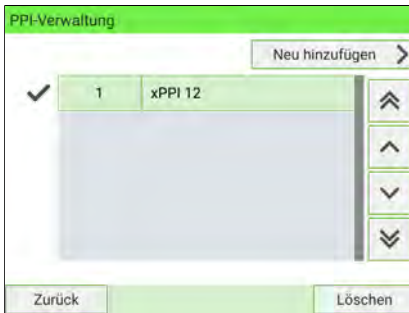 PPI-Verwaltung
Neu hinzufügen
1 xPPI 12
Zurück Löschen